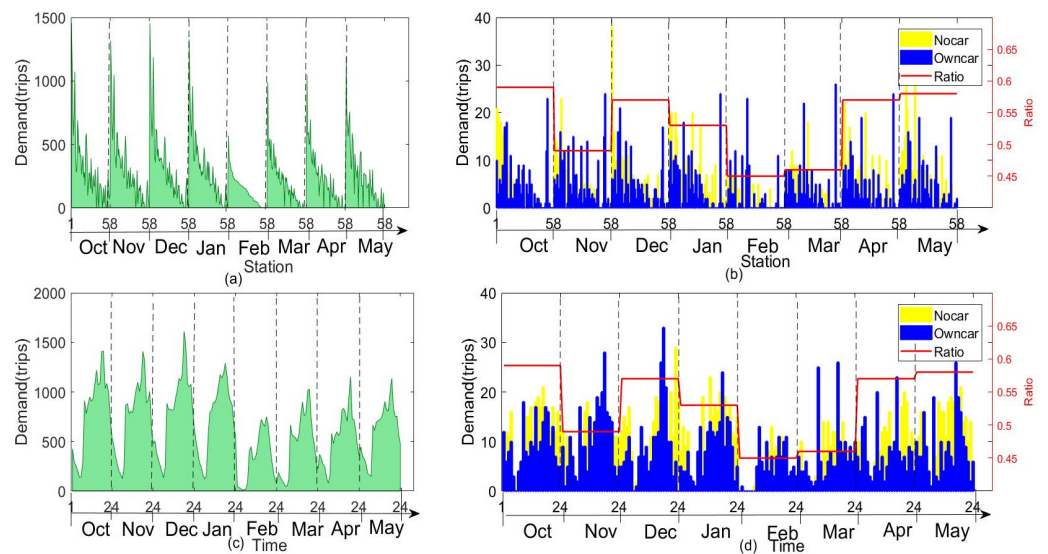 1500
1000
500
0
Demand(trips)
1 58 58 58 58 58 58 58 58
Oct Nov Dec Jan Feb Mar Apr May
Station
(a)
40
30
20
10
0
Demand(trips)
Nocar
Owncar
Ratio
0.65
0.6
0.55
0.5
0.45
Ratio
1 58 58 58 58 58 58 58 58
Oct Nov Dec Jan Feb Mar Apr May
Station
(b)
2000
1500
1000
500
0
Demand(trips)
1 24 24 24 24 24 24 24 24
Oct Nov Dec Jan Feb Mar Apr May
(c) Time
40
30
20
10
0
Demand(trips)
Nocar
Owncar
Ratio
0.65
0.6
0.55
0.5
0.45
Ratio
1 24 24 24 24 24 24 24 24
Oct Nov Dec Jan Feb Mar Apr May
(d) Time